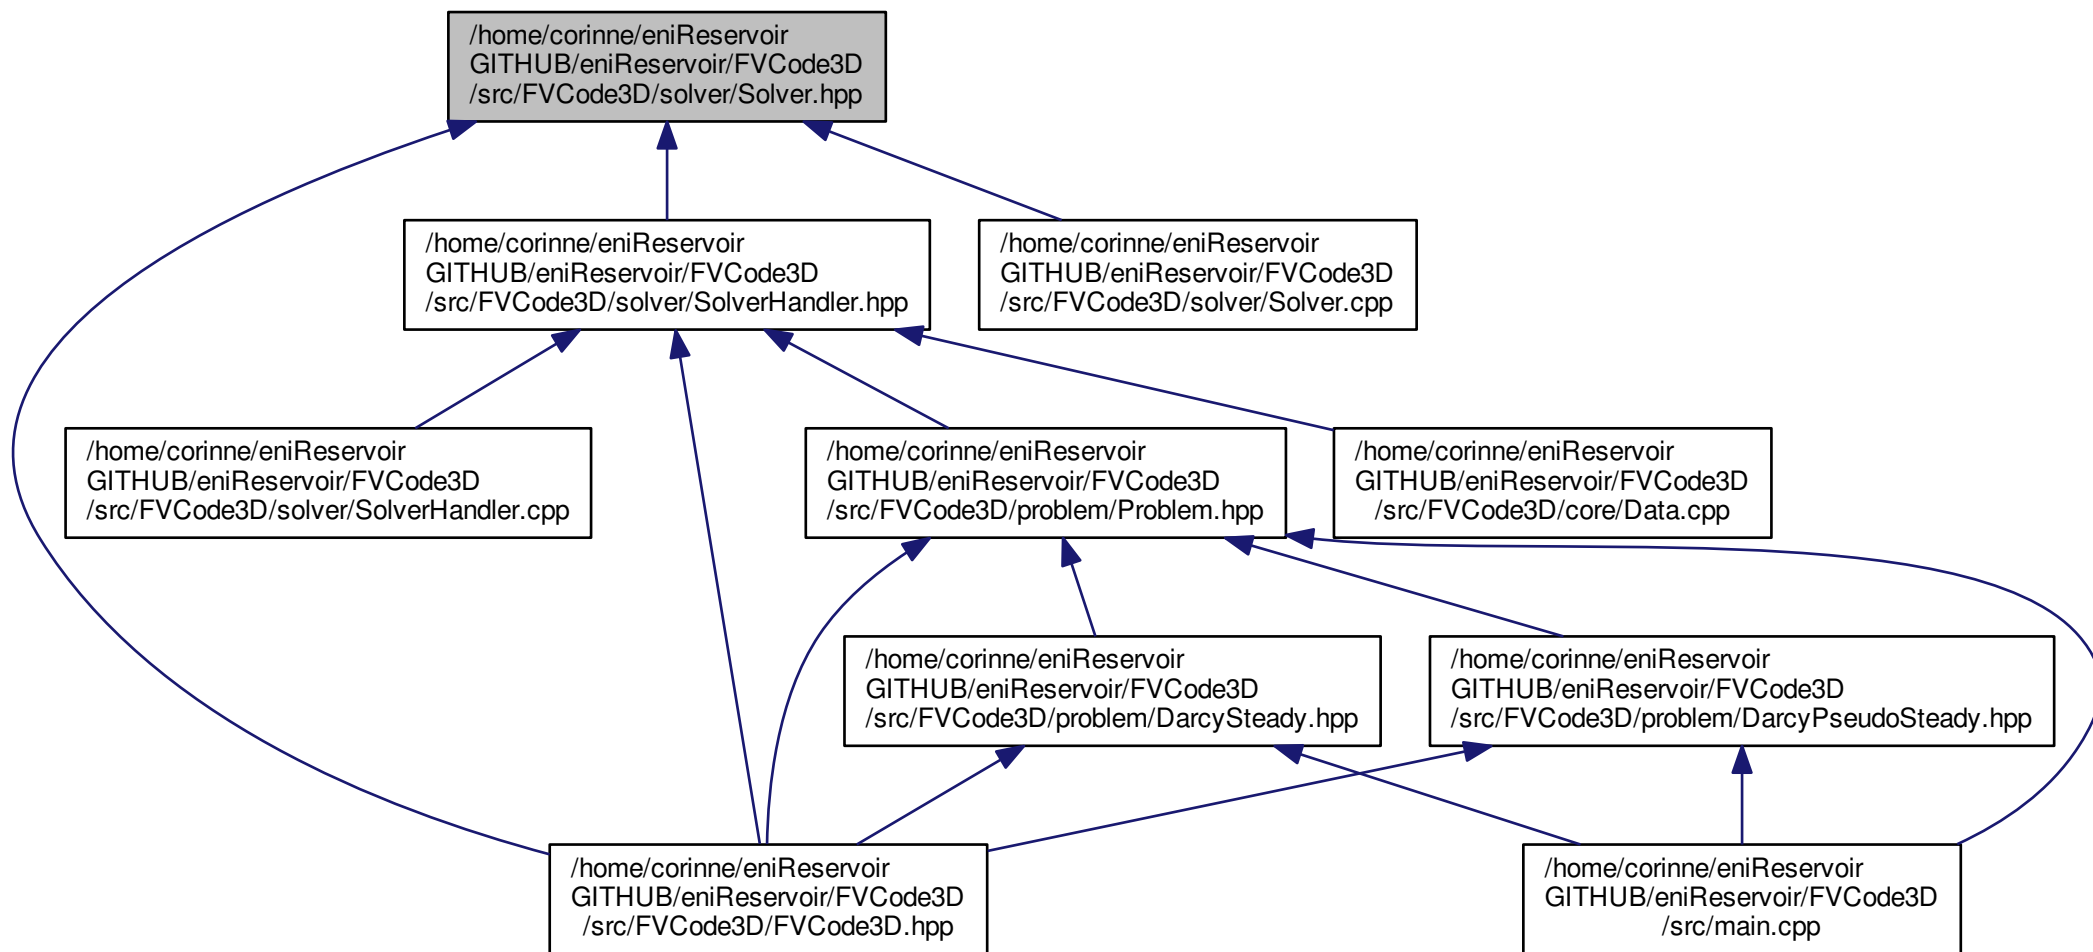 /home/corinne/eniReservoir
GITHUB/eniReservoir/FVCode3D
/src/FVCode3D/solver/Solver.hpp
/home/corinne/eniReservoir
GITHUB/eniReservoir/FVCode3D
/src/FVCode3D/solver/SolverHandler.hpp
/home/corinne/eniReservoir
GITHUB/eniReservoir/FVCode3D
/src/FVCode3D/solver/Solver.cpp
/home/corinne/eniReservoir
GITHUB/eniReservoir/FVCode3D
/src/FVCode3D/solver/SolverHandler.cpp
/home/corinne/eniReservoir
GITHUB/eniReservoir/FVCode3D
/src/FVCode3D/problem/Problem.hpp
/home/corinne/eniReservoir
GITHUB/eniReservoir/FVCode3D
/src/FVCode3D/core/Data.cpp
/home/corinne/eniReservoir
GITHUB/eniReservoir/FVCode3D
/src/FVCode3D/problem/DarcySteady.hpp
/home/corinne/eniReservoir
GITHUB/eniReservoir/FVCode3D
/src/FVCode3D/problem/DarcyPseudoSteady.hpp
/home/corinne/eniReservoir
GITHUB/eniReservoir/FVCode3D
/src/FVCode3D/FVCode3D.hpp
/home/corinne/eniReservoir
GITHUB/eniReservoir/FVCode3D
/src/main.cpp